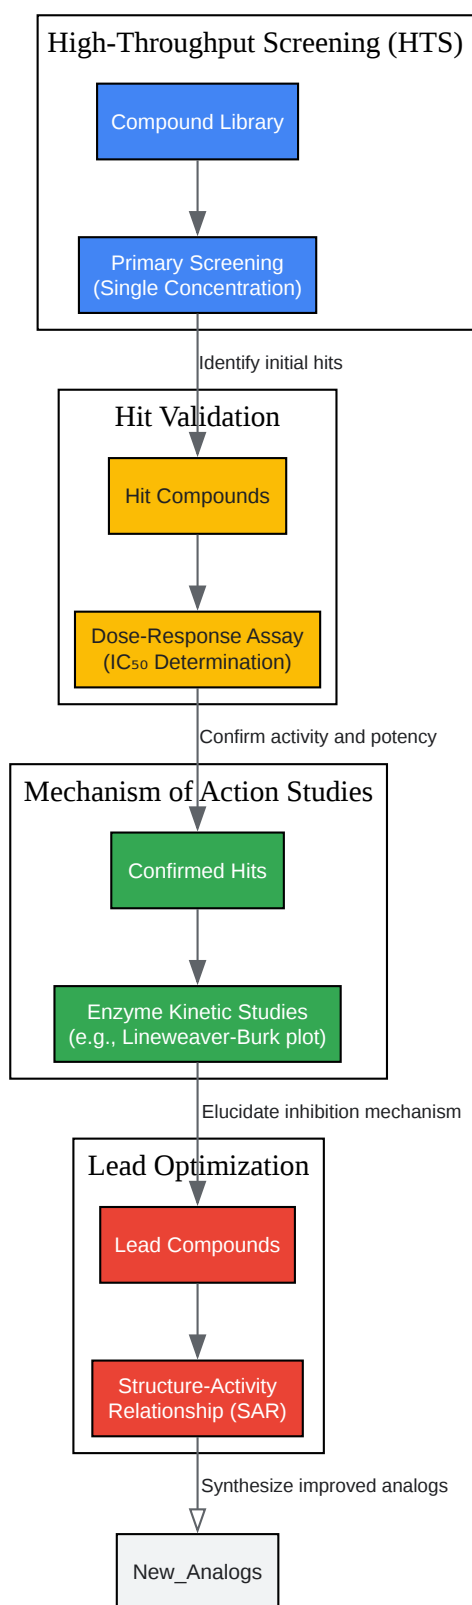 High-Throughput Screening (HTS)
Compound Library
Primary Screening
(Single Concentration)
Identify initial hits
Hit Validation
Hit Compounds
Dose-Response Assay
(IC₅₀ Determination)
Confirm activity and potency
Mechanism of Action Studies
Confirmed Hits
Enzyme Kinetic Studies
(e.g., Lineweaver-Burk plot)
Elucidate inhibition mechanism
Lead Optimization
Lead Compounds
Structure-Activity
Relationship (SAR)
Synthesize improved analogs
New_Analogs